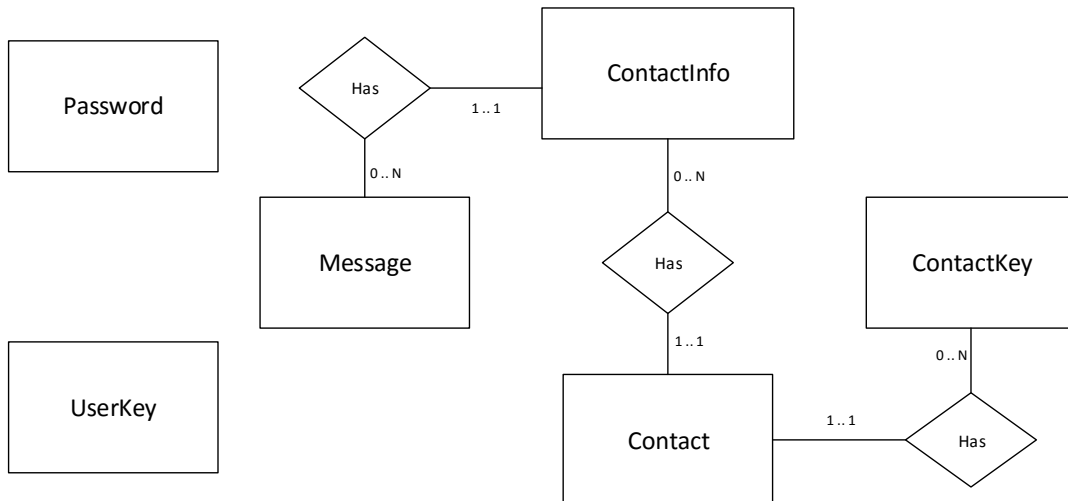 ContactInfo
Has
Password
1 .. 1
0 .. N
0 .. N
Message
Has
ContactKey
1 .. 1
0 .. N
UserKey
Contact
1 .. 1
Has